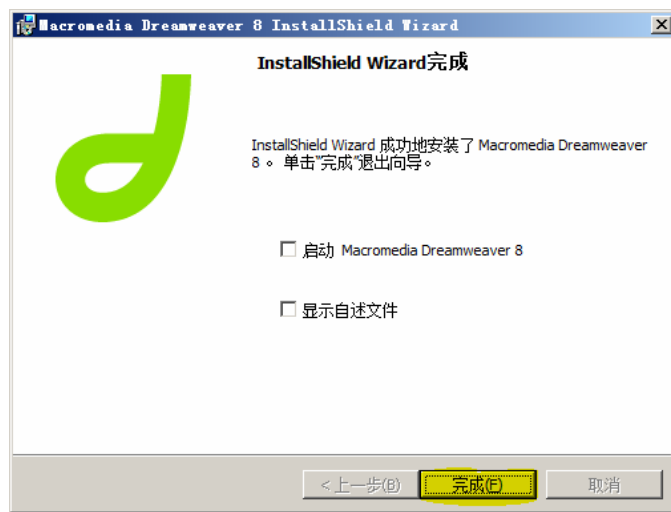 Macromedia Dreamweaver 8 InstallShield Wizard
InstallShield Wizard完成
InstallShield Wizard 成功地安装了 Macromedia Dreamweaver
8。 单击"完成"退出向导。
启动 Macromedia Dreamweaver 8
显示自述文件
<上一步(B) 完成(F) 取消